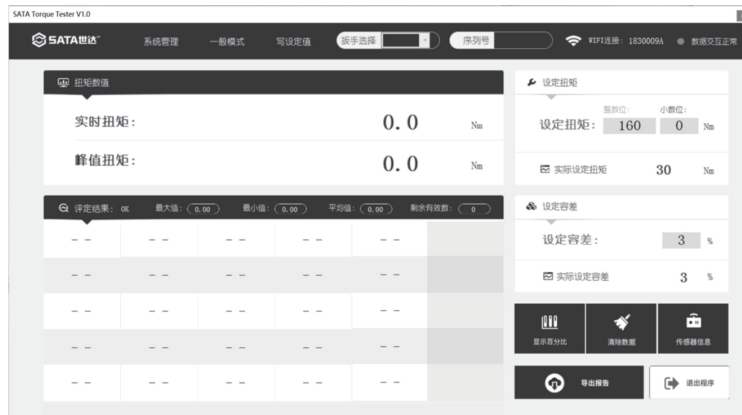 SATA Torque Tester V1.0
SATA世达 系统管理 一般模式 写设定值 扳手选择 序列号 WIFI连接: 1830009A 数据交互正常
扭矩数值
实时扭矩: 0.0 Nm
峰值扭矩: 0.0 Nm
设定扭矩
整数位: 小数位:
设定扭矩: 160 0 Nm
实际设定扭矩 30 Nm
评定结果: OK 最大值: 0.00 最小值: 0.00 平均值: 0.00 剩余有效数: 0
-- -- -- -- --
-- -- -- -- --
-- -- -- -- --
-- -- -- -- --
-- -- -- -- --
设定容差
设定容差: 3 %
实际设定容差 3 %
显示百分比 清除数据 传感器信息
导出报告 退出程序